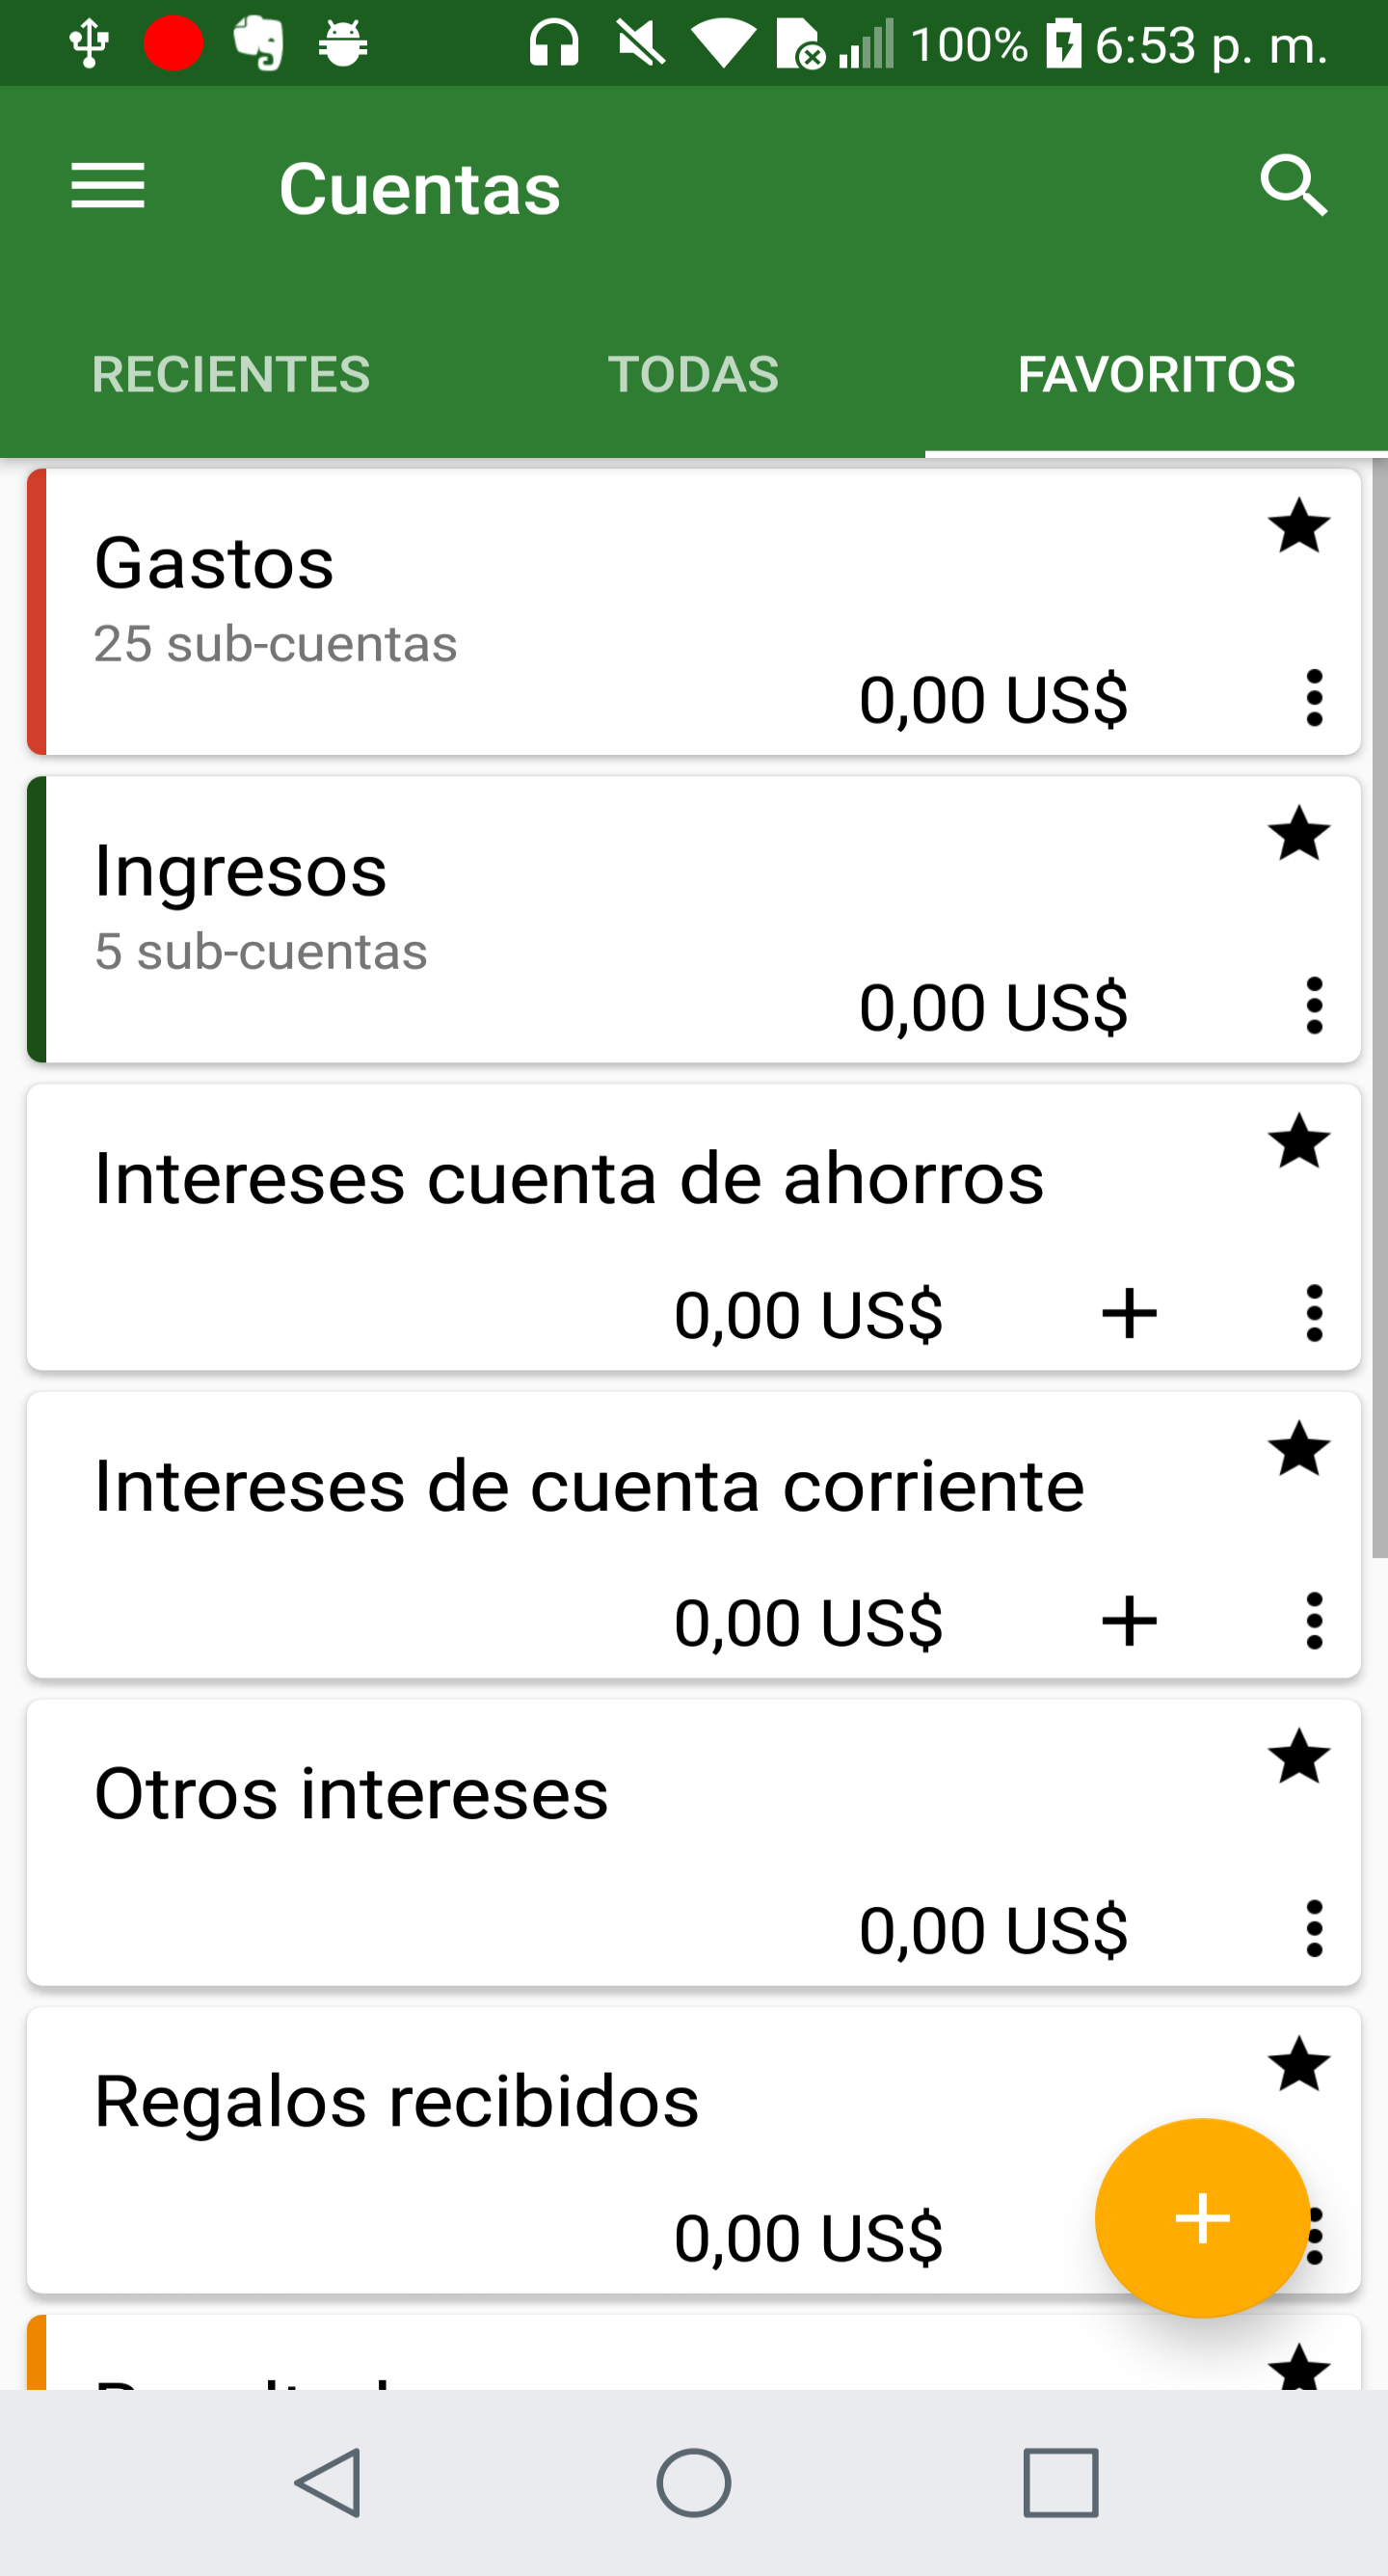 100% 6:53 p. m.
Cuentas
RECIENTES TODAS FAVORITOS
Gastos
25 sub-cuentas
0,00 US$
Ingresos
5 sub-cuentas
0,00 US$
Intereses cuenta de ahorros
0,00 US$
Intereses de cuenta corriente
0,00 US$
Otros intereses
0,00 US$
Regalos recibidos
0,00 US$